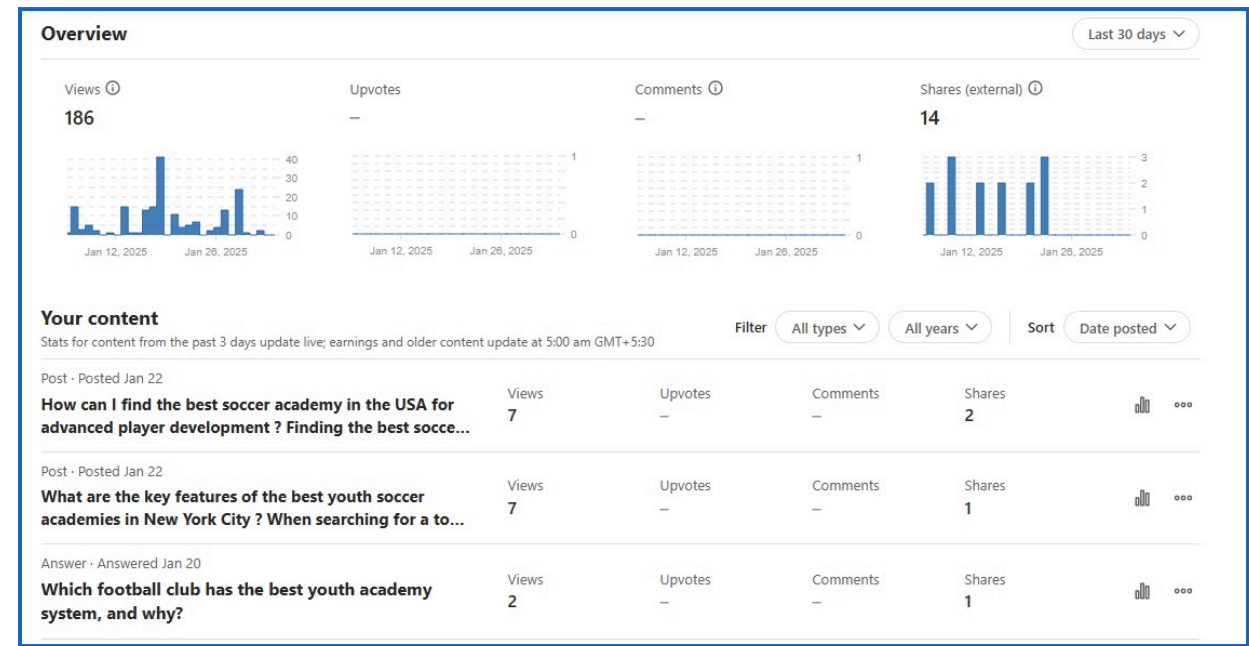 Overview
Last 30 days
Views
Upvotes
Comments
Shares (external)
186
–
–
14
40
30
20
10
0
Jan 12, 2025
Jan 26, 2025
1
0
Jan 12, 2025
Jan 26, 2025
1
0
Jan 12, 2025
Jan 26, 2025
3
2
1
0
Jan 12, 2025
Jan 26, 2025
Your content
Stats for content from the past 3 days update live; earnings and older content update at 5:00 am GMT+5:30
Filter
All types
All years
Sort
Date posted
Post · Posted Jan 22
How can I find the best soccer academy in the USA for
advanced player development ? Finding the best socce...
Views
7
Upvotes
–
Comments
–
Shares
2
Post · Posted Jan 22
What are the key features of the best youth soccer
academies in New York City ? When searching for a to...
Views
7
Upvotes
–
Comments
–
Shares
1
Answer · Answered Jan 20
Which football club has the best youth academy
system, and why?
Views
2
Upvotes
–
Comments
–
Shares
1